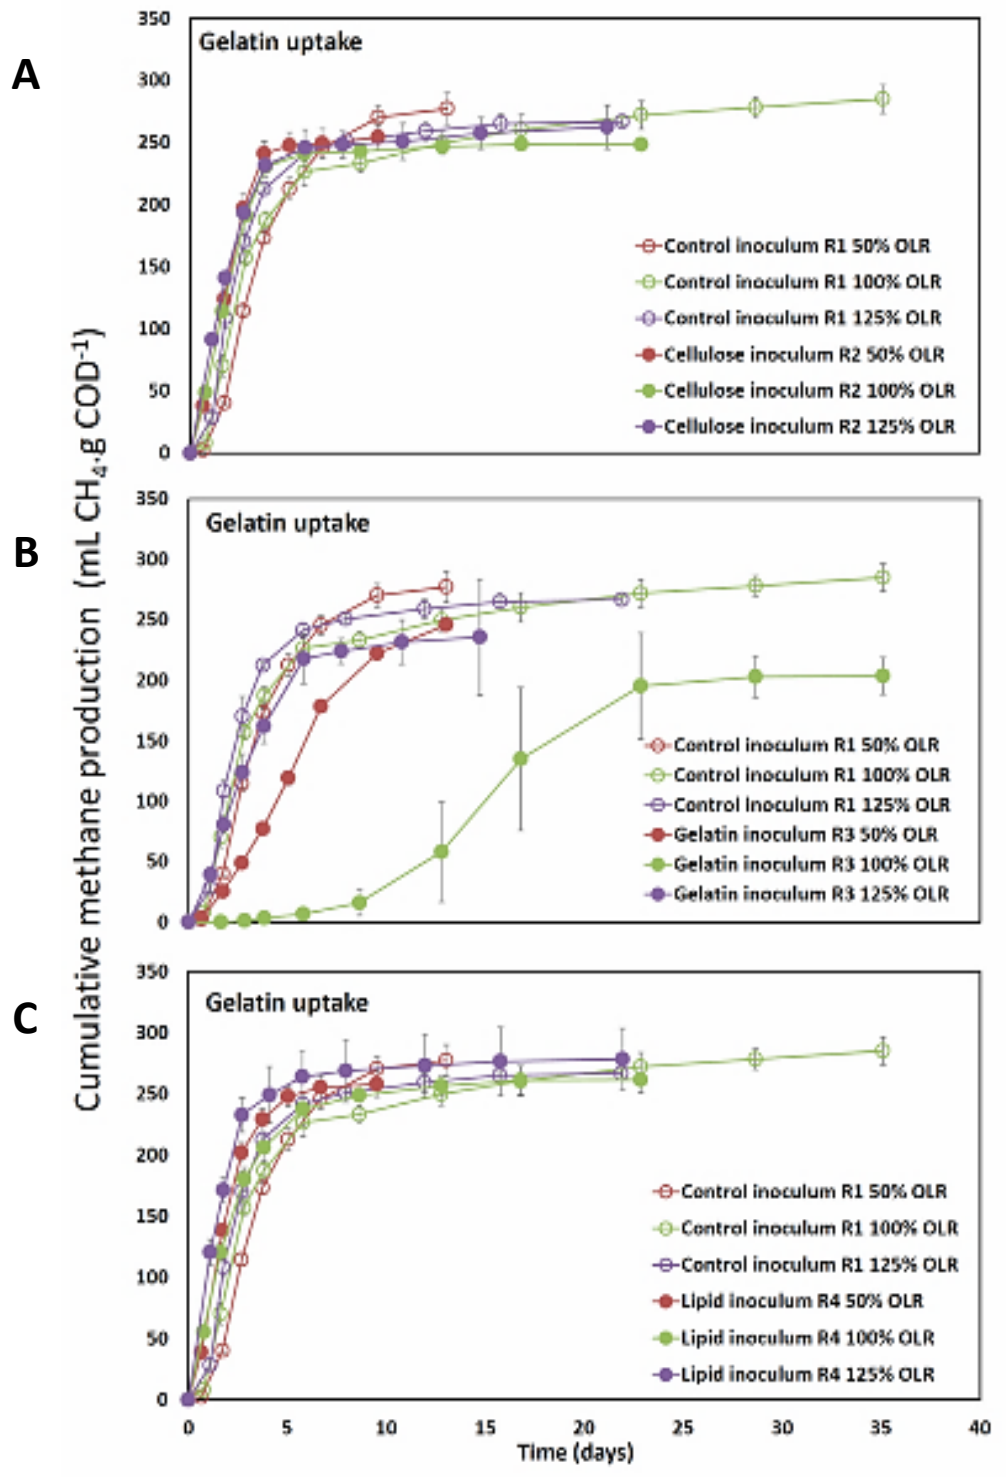 Cumulative methane production (mL CH4.g COD-1)
A
350
Gelatin uptake
300
250
200
150
100
50
0
Control inoculum R1 50% OLR
Control inoculum R1 100% OLR
Control inoculum R1 125% OLR
Cellulose inoculum R2 50% OLR
Cellulose inoculum R2 100% OLR
Cellulose inoculum R2 125% OLR
B
350
Gelatin uptake
300
250
200
150
100
50
0
Control inoculum R1 50% OLR
Control inoculum R1 100% OLR
Control inoculum R1 125% OLR
Gelatin inoculum R3 50% OLR
Gelatin inoculum R3 100% OLR
Gelatin inoculum R3 125% OLR
C
350
Gelatin uptake
300
250
200
150
100
50
0
Control inoculum R1 50% OLR
Control inoculum R1 100% OLR
Control inoculum R1 125% OLR
Lipid inoculum R4 50% OLR
Lipid inoculum R4 100% OLR
Lipid inoculum R4 125% OLR
0 5 10 15 20 25 30 35 40
Time (days)